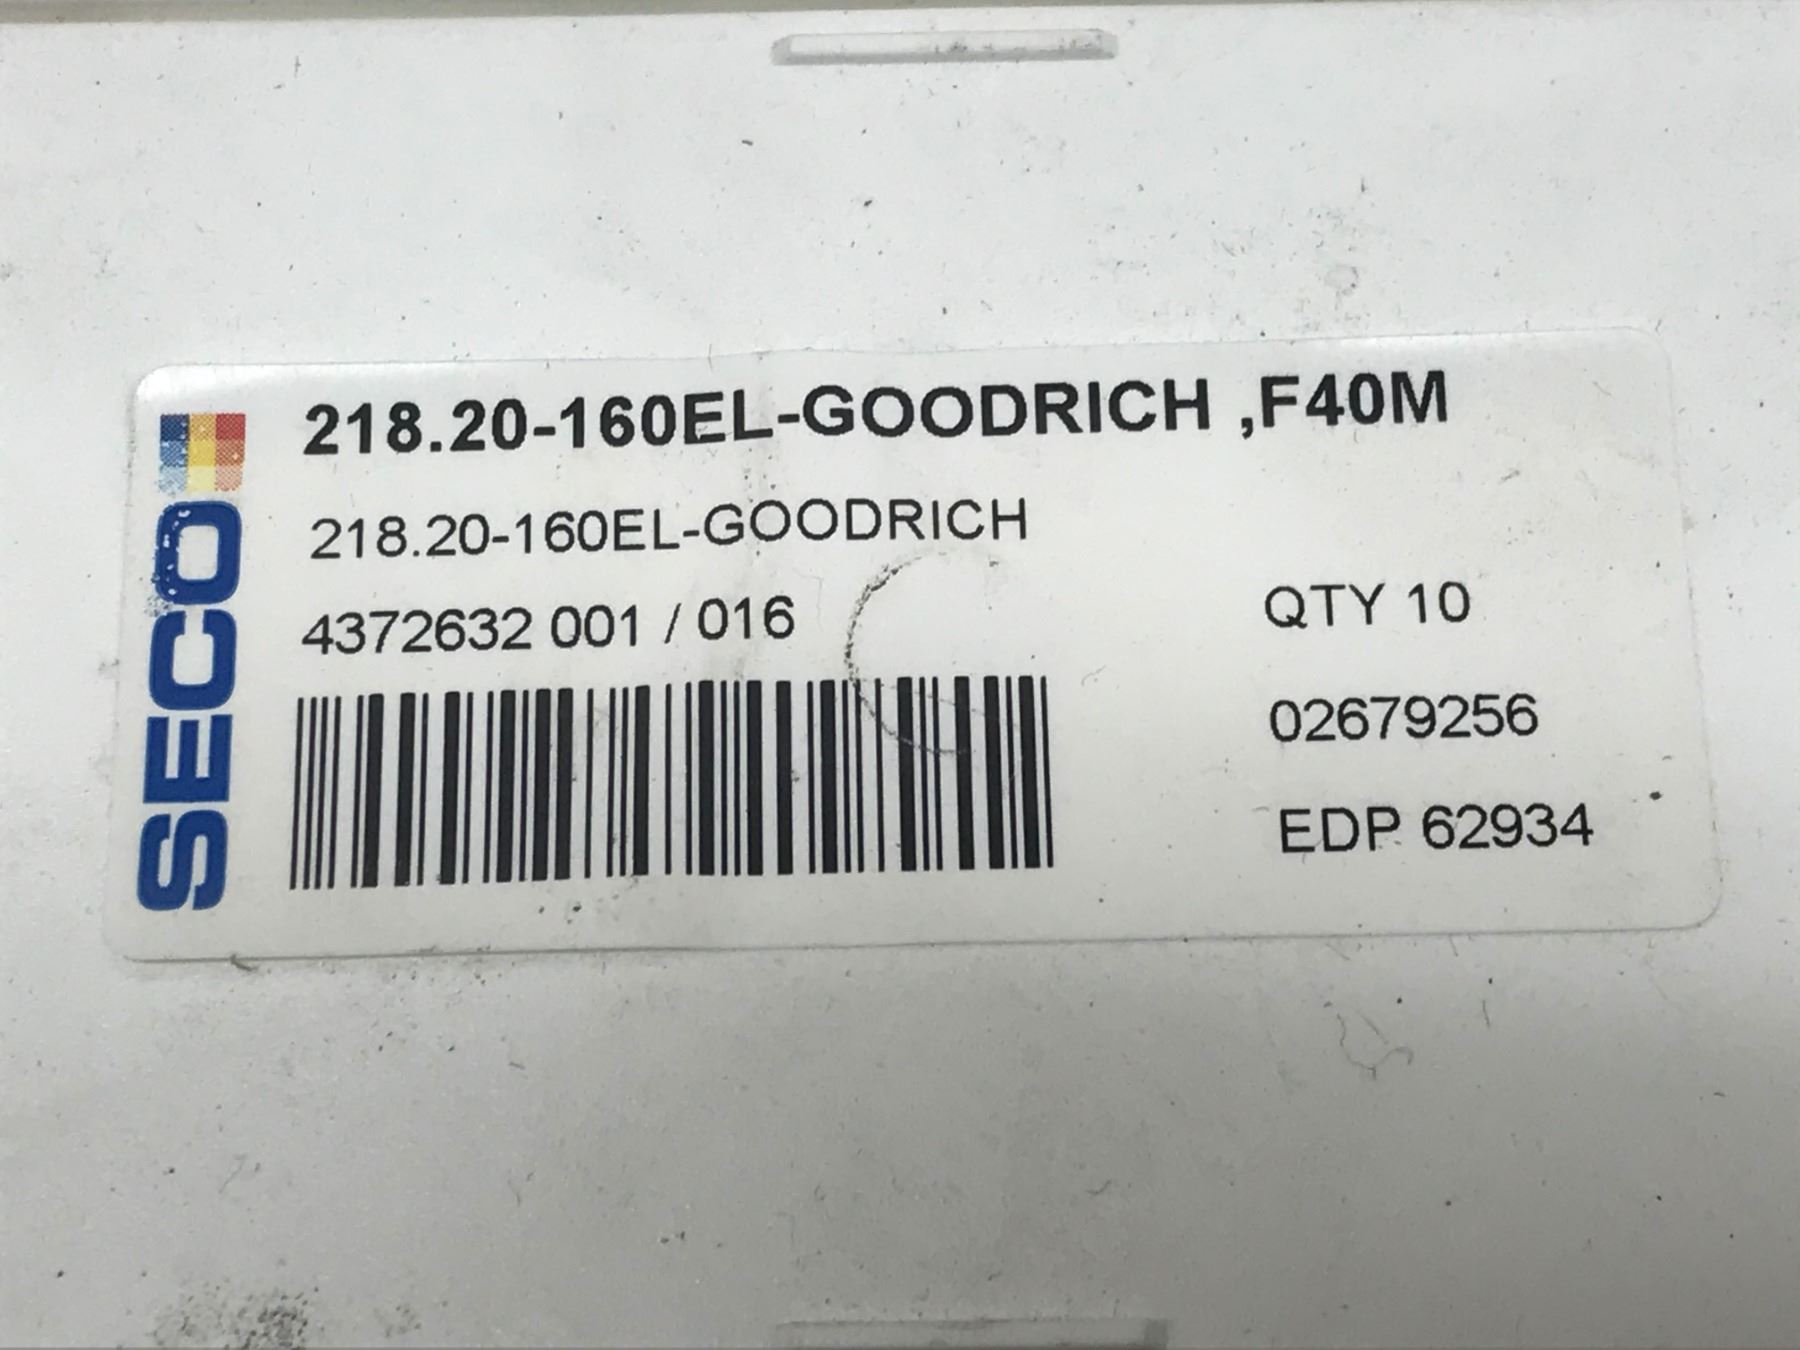 SECO
218.20-160EL-GOODRICH ,F40M
218.20-160EL-GOODRICH
4372632 001 / 016
QTY 10
02679256
EDP 62934